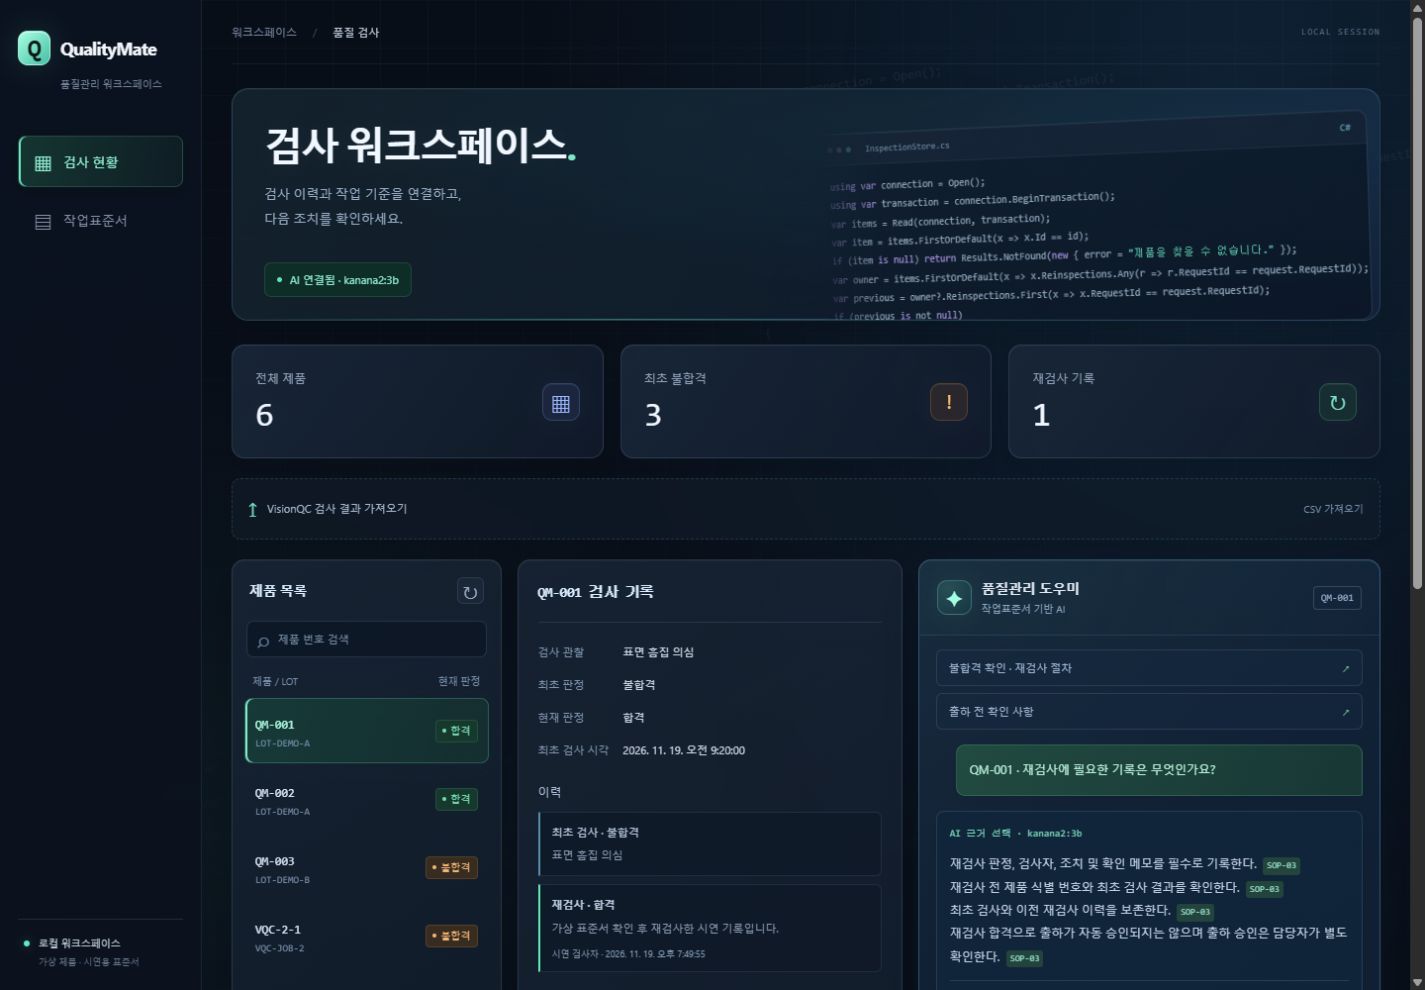 Q QualityMate
품질관리 워크스페이스
검사 현황
작업표준서
로컬 워크스페이스
가상 제품 · 시연용 표준서
워크스페이스 / 품질 검사
LOCAL SESSION
검사 워크스페이스.
검사 이력과 작업 기준을 연결하고,
다음 조치를 확인하세요.
AI 연결됨 · kanana2:3b
InspectionStore.cs
C#
using var connection = Open();
using var transaction = connection.BeginTransaction();
var items = Read(connection, transaction);
var item = items.FirstOrDefault(x => x.Id == id);
if (item is null) return Results.NotFound(new { error = "제품을 찾을 수 없습니다." });
var owner = items.FirstOrDefault(x => x.Reinspections.Any(r => r.RequestId == request.RequestId));
var previous = owner?.Reinspections.First(x => x.RequestId == request.RequestId);
if (previous is not null)
전체 제품
6
최초 불합격
3
!
재검사 기록
1
VisionQC 검사 결과 가져오기
CSV 가져오기
제품 목록
제품 번호 검색
제품 / LOT
현재 판정
QM-001
LOT-DEMO-A
합격
QM-002
LOT-DEMO-A
합격
QM-003
LOT-DEMO-B
불합격
VQC-2-1
VQC-JOB-2
불합격
QM-001 검사 기록
검사 관찰 표면 흠집 의심
최초 판정 불합격
현재 판정 합격
최초 검사 시각 2026. 11. 19. 오전 9:20:00
이력
최초 검사 · 불합격
표면 흠집 의심
재검사 · 합격
가상 표준서 확인 후 재검사한 시연 기록입니다.
시연 검사자 · 2026. 11. 19. 오후 7:49:55
품질관리 도우미
작업표준서 기반 AI
QM-001
불합격 확인 · 재검사 절차
출하 전 확인 사항
QM-001 · 재검사에 필요한 기록은 무엇인가요?
AI 근거 선택 · kanana2:3b
재검사 판정, 검사자, 조치 및 확인 메모를 필수로 기록한다. SOP-03
재검사 전 제품 식별 번호와 최초 검사 결과를 확인한다. SOP-03
최초 검사와 이전 재검사 이력을 보존한다. SOP-03
재검사 합격으로 출하가 자동 승인되지는 않으며 출하 승인은 담당자가 별도
확인한다. SOP-03